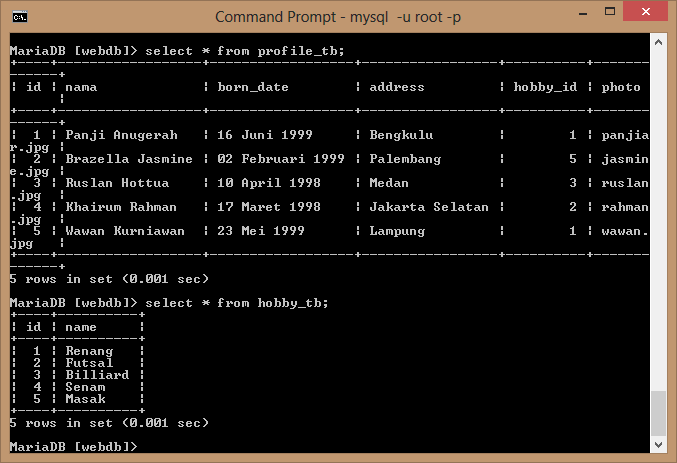 Command Prompt - mysql -u root -p
MariaDB [webdb]> select * from profile_tb;
+----+------------------+------------------+-----------------+----------+-------
------+
| id | nama             | born_date        | address         | hobby_id | photo
      |
+----+------------------+------------------+-----------------+----------+-------
------+
|  1 | Panji Anugerah   | 16 Juni 1999     | Bengkulu        |        1 | panjia
r.jpg |
|  2 | Brazella Jasmine | 02 Februari 1999 | Palembang       |        5 | jasmin
e.jpg |
|  3 | Ruslan Hottua    | 10 April 1998    | Medan           |        3 | ruslan
.jpg  |
|  4 | Khairum Rahman   | 17 Maret 1998    | Jakarta Selatan |        2 | rahman
.jpg  |
|  5 | Wawan Kurniawan  | 23 Mei 1999      | Lampung         |        1 | wawan.
jpg   |
+----+------------------+------------------+-----------------+----------+-------
------+
5 rows in set (0.001 sec)
MariaDB [webdb]> select * from hobby_tb;
+----+----------+
| id | name     |
+----+----------+
|  1 | Renang   |
|  2 | Futsal   |
|  3 | Billiard |
|  4 | Senam    |
|  5 | Masak    |
+----+----------+
5 rows in set (0.001 sec)
MariaDB [webdb]>